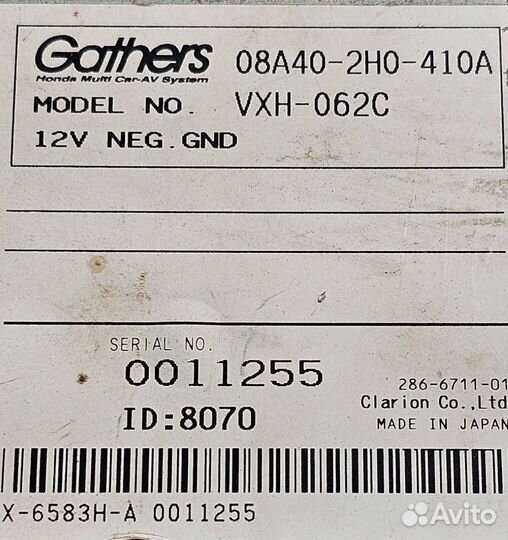 Gathers 08A40-2H0-410A
Honda Multi Car-AV System
MODEL NO. VXH-062C
12V NEG.GND
SERIAL NO.
0011255
286-6711-01
ID:8070
Clarion Co.,Ltd
MADE IN JAPAN
X-6583H-A 0011255
Avito